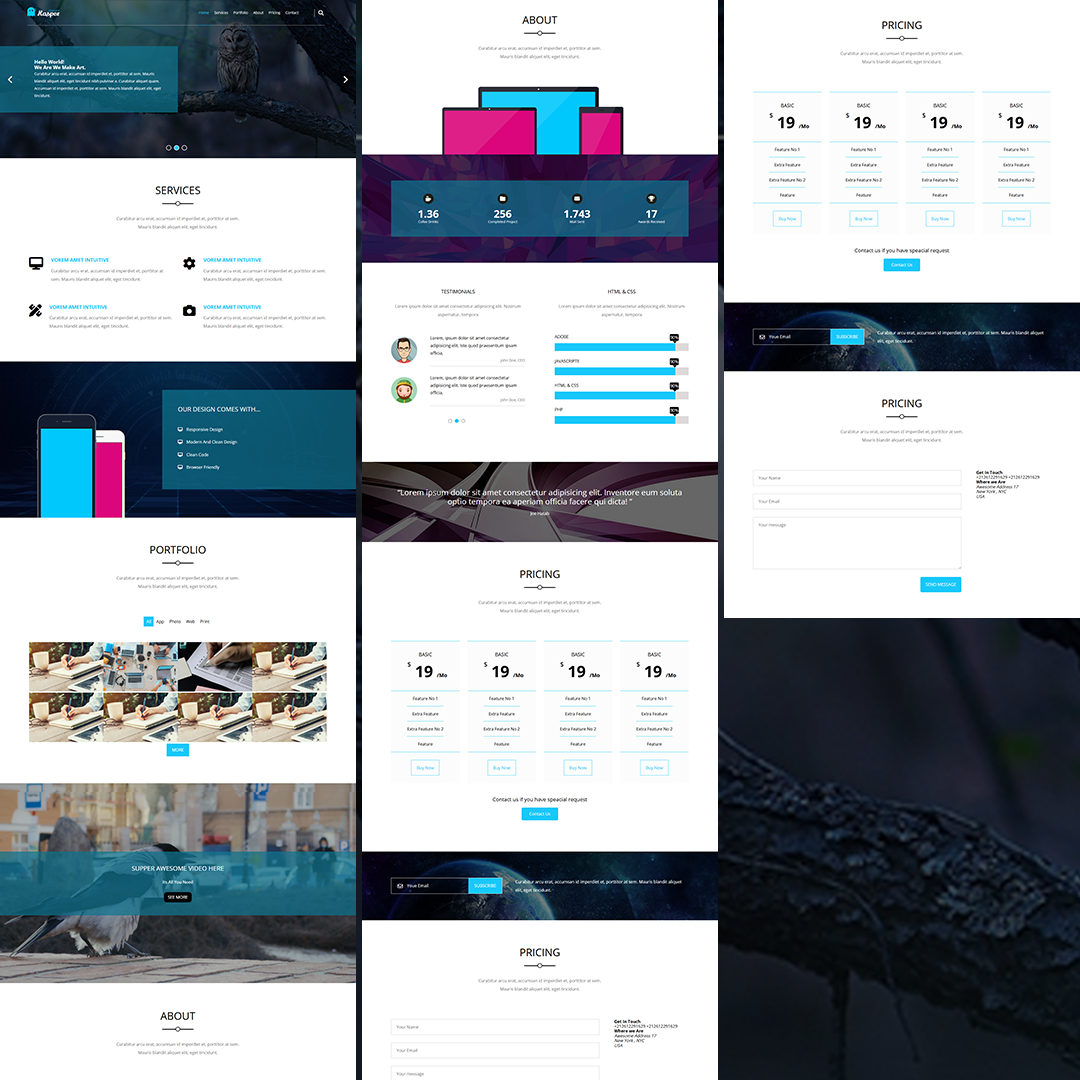 Kasper
Home Services Portfolio About Pricing Contact
Hello World!
We Are We Make Art.
Curabitur arcu erat, accumsan id imperdiet et, porttitor at sem. Mauris
blandit aliquet elit, eget tincidunt nibh pulvinar a. Curabitur aliquet quam.
Accumsan id imperdiet et, porttitor at sem. Mauris blandit aliquet elit, eget
tincidunt.
SERVICES
Curabitur arcu erat, accumsan id imperdiet et, porttitor at sem.
Mauris blandit aliquet elit, eget tincidunt.
VOREM AMET INTUITIVE
Curabitur arcu erat, accumsan id imperdiet et, porttitor at
sem. Mauris blandit aliquet elit, eget tincidunt.
VOREM AMET INTUITIVE
Curabitur arcu erat, accumsan id imperdiet et, porttitor at
sem. Mauris blandit aliquet elit, eget tincidunt.
VOREM AMET INTUITIVE
Curabitur arcu erat, accumsan id imperdiet et, porttitor at
sem. Mauris blandit aliquet elit, eget tincidunt.
VOREM AMET INTUITIVE
Curabitur arcu erat, accumsan id imperdiet et, porttitor at
sem. Mauris blandit aliquet elit, eget tincidunt.
OUR DESIGN COMES WITH...
Responsive Design
Modern And Clean Design
Clean Code
Browser Friendly
PORTFOLIO
Curabitur arcu erat, accumsan id imperdiet et, porttitor at sem.
Mauris blandit aliquet elit, eget tincidunt.
All App Photo Web Print
MORE
SUPPER AWESOME VIDEO HERE
Its All You Need
SEE MORE
ABOUT
Curabitur arcu erat, accumsan id imperdiet et, porttitor at sem.
Mauris blandit aliquet elit, eget tincidunt.
ABOUT
Curabitur arcu erat, accumsan id imperdiet et, porttitor at sem.
Mauris blandit aliquet elit, eget tincidunt.
1.36 256 1.743 17
Coffee Drinks Completed Project Mail Sent Awards Recieved
TESTIMONIALS
Lorem ipsum dolor sit amet consectetur adipisicing elit. Nostrum
aspernatur, tempora
Lorem, ipsum dolor sit amet consectetur
adipisicing elit. Iste quod praesentium ipsam
officia.
John Doe, CEO
Lorem, ipsum dolor sit amet consectetur
adipisicing elit. Iste quod praesentium ipsam
officia.
John Doe, CEO
HTML & CSS
Lorem ipsum dolor sit amet consectetur adipisicing elit. Nostrum
aspernatur, tempora
ADOBE 90%
JAVASCRIPTE 90%
HTML & CSS 90%
PHP 90%
"Lorem ipsum dolor sit amet consectetur adipisicing elit. Inventore eum soluta
optio tempora ea aperiam officia facere qui dicta! "
Joe Hatab
PRICING
Curabitur arcu erat, accumsan id imperdiet et, porttitor at sem.
Mauris blandit aliquet elit, eget tincidunt.
BASIC BASIC BASIC BASIC
$ 19 /Mo $ 19 /Mo $ 19 /Mo $ 19 /Mo
Feature No 1 Feature No 1 Feature No 1 Feature No 1
Extra Feature Extra Feature Extra Feature Extra Feature
Extra Feature No 2 Extra Feature No 2 Extra Feature No 2 Extra Feature No 2
Feature Feature Feature Feature
Buy Now Buy Now Buy Now Buy Now
Contact us if you have speacial request
Contact Us
Youe Email SUBSCRIBE
Curabitur arcu erat, accumsan id imperdiet et, porttitor at sem. Mauris blandit aliquet
elit, eget tincidunt.
PRICING
Curabitur arcu erat, accumsan id imperdiet et, porttitor at sem.
Mauris blandit aliquet elit, eget tincidunt.
Your Name
Your Email
Your message
Get In Touch
+212612291629 +212612291629
Where we Are
Awesome Address 17
New York , NYC
USA
PRICING
Curabitur arcu erat, accumsan id imperdiet et, porttitor at sem.
Mauris blandit aliquet elit, eget tincidunt.
BASIC BASIC BASIC BASIC
$ 19 /Mo $ 19 /Mo $ 19 /Mo $ 19 /Mo
Feature No 1 Feature No 1 Feature No 1 Feature No 1
Extra Feature Extra Feature Extra Feature Extra Feature
Extra Feature No 2 Extra Feature No 2 Extra Feature No 2 Extra Feature No 2
Feature Feature Feature Feature
Buy Now Buy Now Buy Now Buy Now
Contact us if you have speacial request
Contact Us
Youe Email SUBSCRIBE
Curabitur arcu erat, accumsan id imperdiet et, porttitor at sem. Mauris blandit aliquet
elit, eget tincidunt.
PRICING
Curabitur arcu erat, accumsan id imperdiet et, porttitor at sem.
Mauris blandit aliquet elit, eget tincidunt.
Your Name
Your Email
Your message
SEND MESSAGE
Get In Touch
+212612291629 +212612291629
Where we Are
Awesome Address 17
New York , NYC
USA